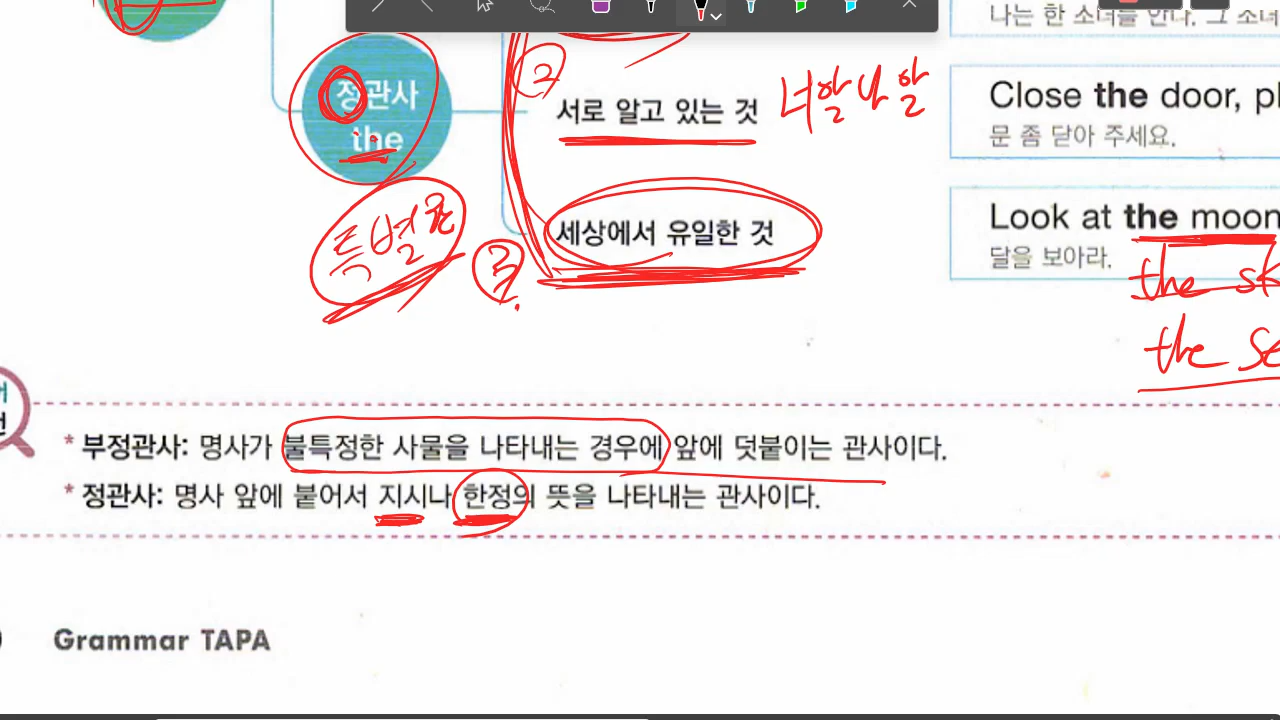 나는 한 소녀를 안다. 그 소녀
정관사
the
②
서로 알고 있는 것
너알나알
Close the door, pl
문 좀 닫아 주세요.
특별한
세상에서 유일한 것
Look at the moon
달을 보아라.
the sk
the se
* 부정관사: 명사가 불특정한 사물을 나타내는 경우에 앞에 덧붙이는 관사이다.
* 정관사: 명사 앞에 붙어서 지시나 한정의 뜻을 나타내는 관사이다.
Grammar TAPA